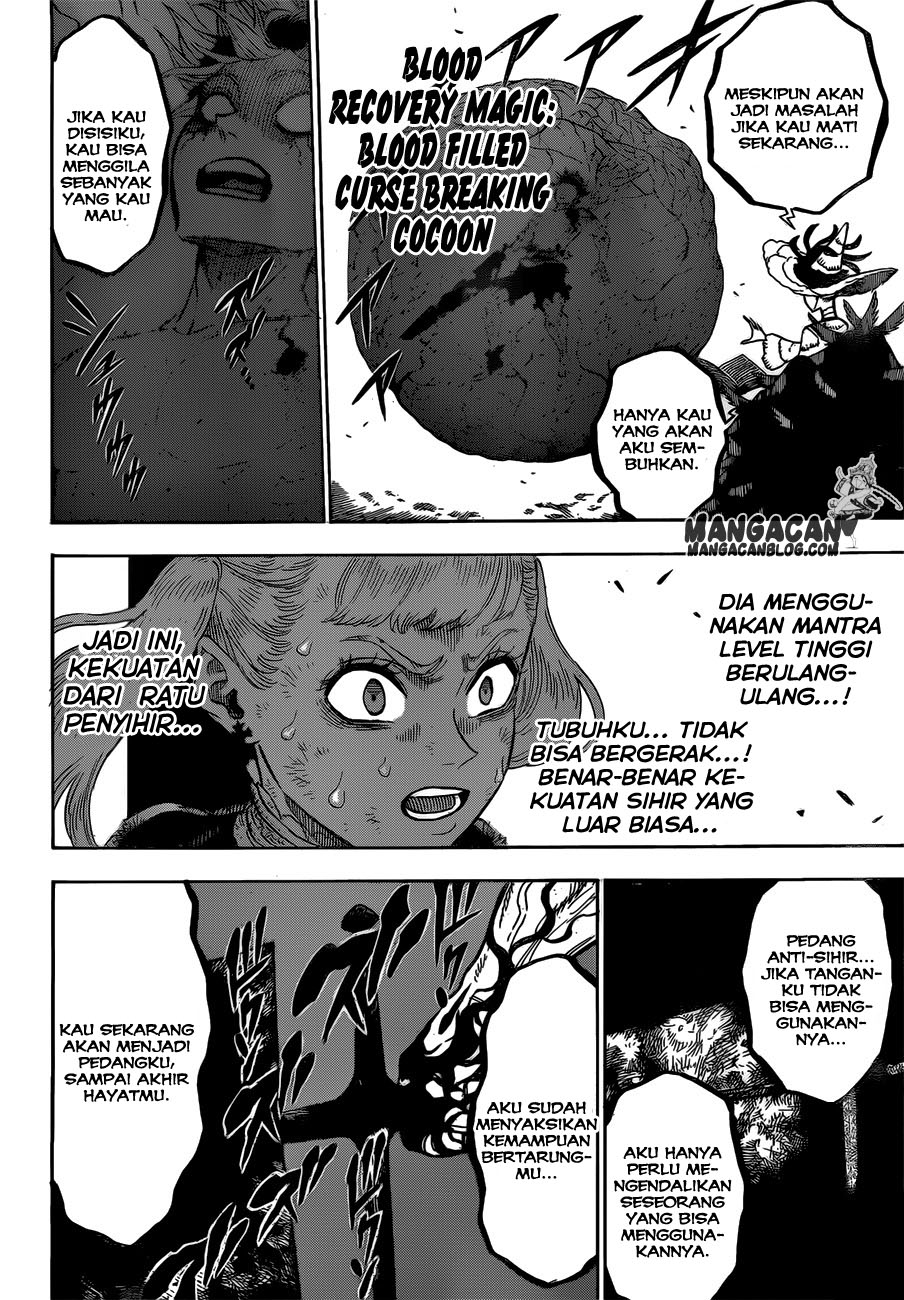 MESKIPUN AKAN
JADI MASALAH
JIKA KAU MATI
SEKARANG...
HANYA KAU
YANG AKAN
AKU SEM-
BUHKAN.
BLOOD
RECOVERY MAGIC:
BLOOD FILLED
CURSE BREAKING
COCOON
JIKA KAU
DISISIKU,
KAU BISA
MENGGILA
SEBANYAK
YANG KAU
MAU.
MANGACAN
MANGACANBLOG.COM
DIA MENGGU-
NAKAN MANTRA
LEVEL TINGGI
BERULANG-
ULANG...!
TUBUHKU... TIDAK
BISA BERGERAK...!
BENAR-BENAR KE-
KUATAN SIHIR YANG
LUAR BIASA...
JADI INI,
KEKUATAN
DARI RATU
PENYIHIR...
PEDANG
ANTI-SIHIR...
JIKA TANGAN-
KU TIDAK
BISA MENG-
GUNAKAN-
NYA...
AKU HANYA
PERLU ME-
NGENDALIKAN
SESEORANG
YANG BISA
MENGGUNA-
KANNYA.
AKU SUDAH
MENYAKSIKAN
KEMAMPUAN
BERTARUNG-
MU...
KAU SEKARANG
AKAN MENJADI
PEDANGKU,
SAMPAI AKHIR
HAYATMU.